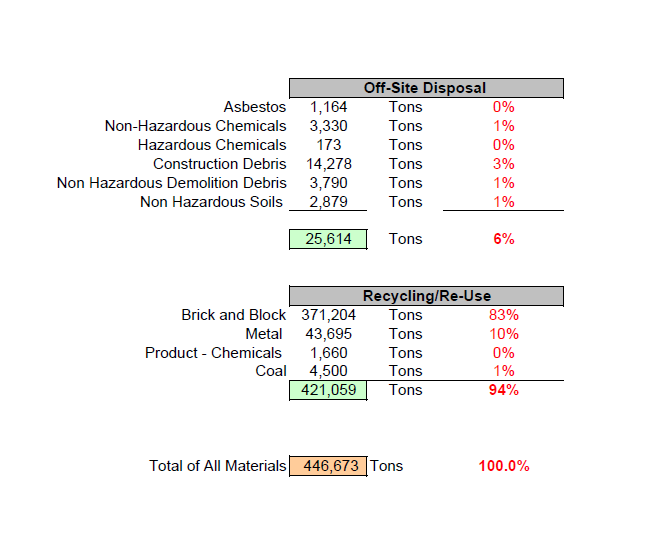 Off-Site Disposal
Asbestos 1,164 Tons 0%
Non-Hazardous Chemicals 3,330 Tons 1%
Hazardous Chemicals 173 Tons 0%
Construction Debris 14,278 Tons 3%
Non Hazardous Demolition Debris 3,790 Tons 1%
Non Hazardous Soils 2,879 Tons 1%
25,614 Tons 6%
Recycling/Re-Use
Brick and Block 371,204 Tons 83%
Metal 43,695 Tons 10%
Product - Chemicals 1,660 Tons 0%
Coal 4,500 Tons 1%
421,059 Tons 94%
Total of All Materials 446,673 Tons 100.0%